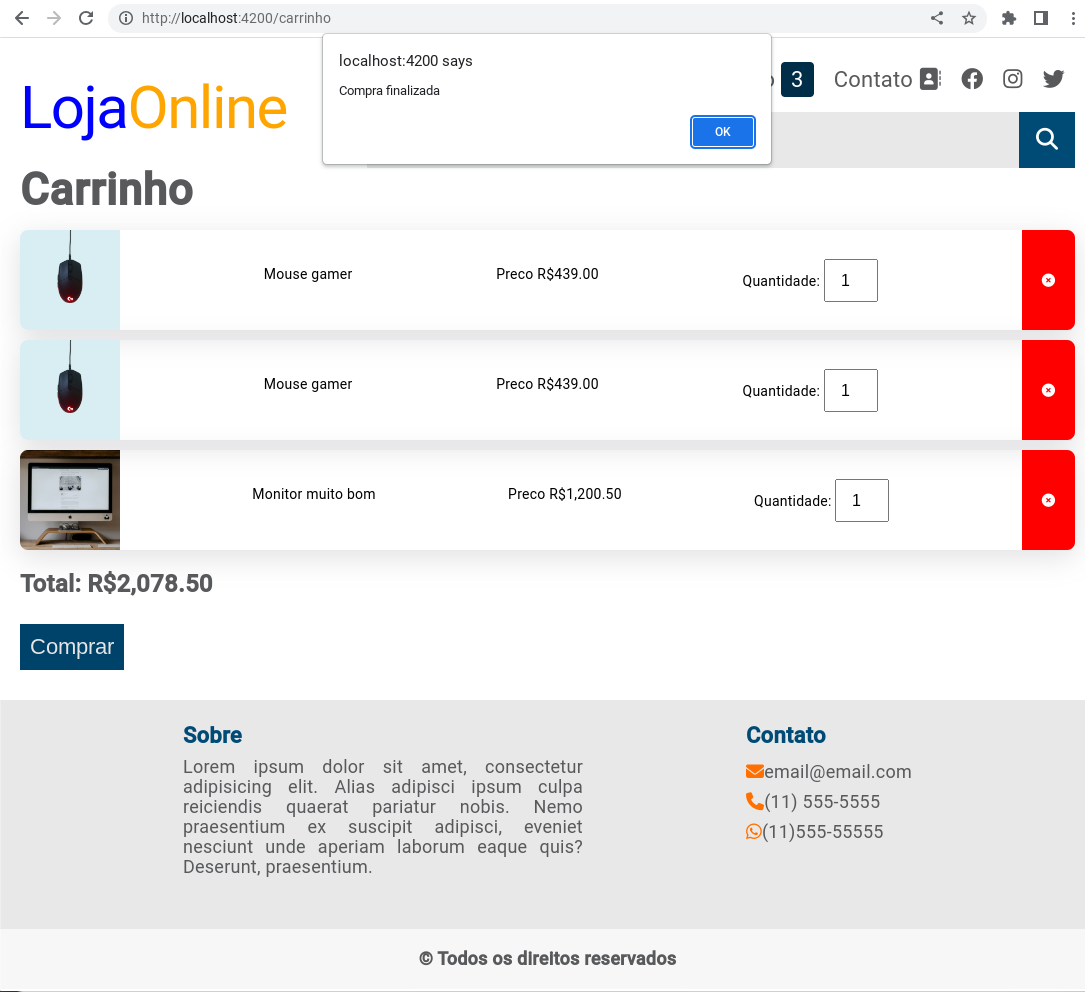 http://localhost:4200/carrinho
localhost:4200 says
Compra finalizada
OK
3
Contato
LojaOnline
Carrinho
Mouse gamer Preco R$439.00 Quantidade: 1
Mouse gamer Preco R$439.00 Quantidade: 1
Monitor muito bom Preco R$1,200.50 Quantidade: 1
Total: R$2,078.50
Comprar
Sobre
Lorem ipsum dolor sit amet, consectetur
adipisicing elit. Alias adipisci ipsum culpa
reiciendis quaerat pariatur nobis. Nemo
praesentium ex suscipit adipisci, eveniet
nesciunt unde aperiam laborum eaque quis?
Deserunt, praesentium.
Contato
email@email.com
(11) 555-5555
(11)555-55555
© Todos os direitos reservados